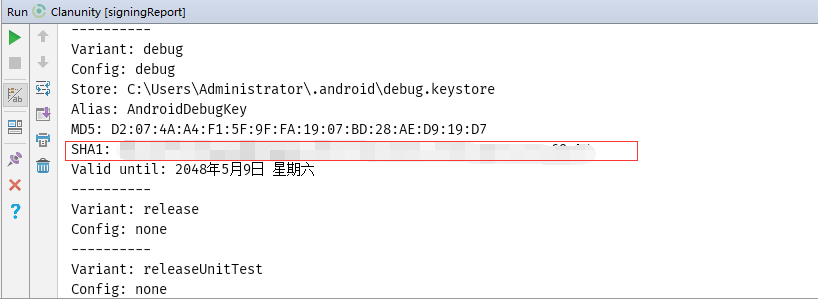 Run Clanunity [signingReport]
----------
Variant: debug
Config: debug
Store: C:\Users\Administrator\.android\debug.keystore
Alias: AndroidDebugKey
MD5: D2:07:4A:A4:F1:5F:9F:FA:19:07:BD:28:AE:D9:19:D7
SHA1:
Valid until: 2048年5月9日 星期六
----------
Variant: release
Config: none
----------
Variant: releaseUnitTest
Config: none